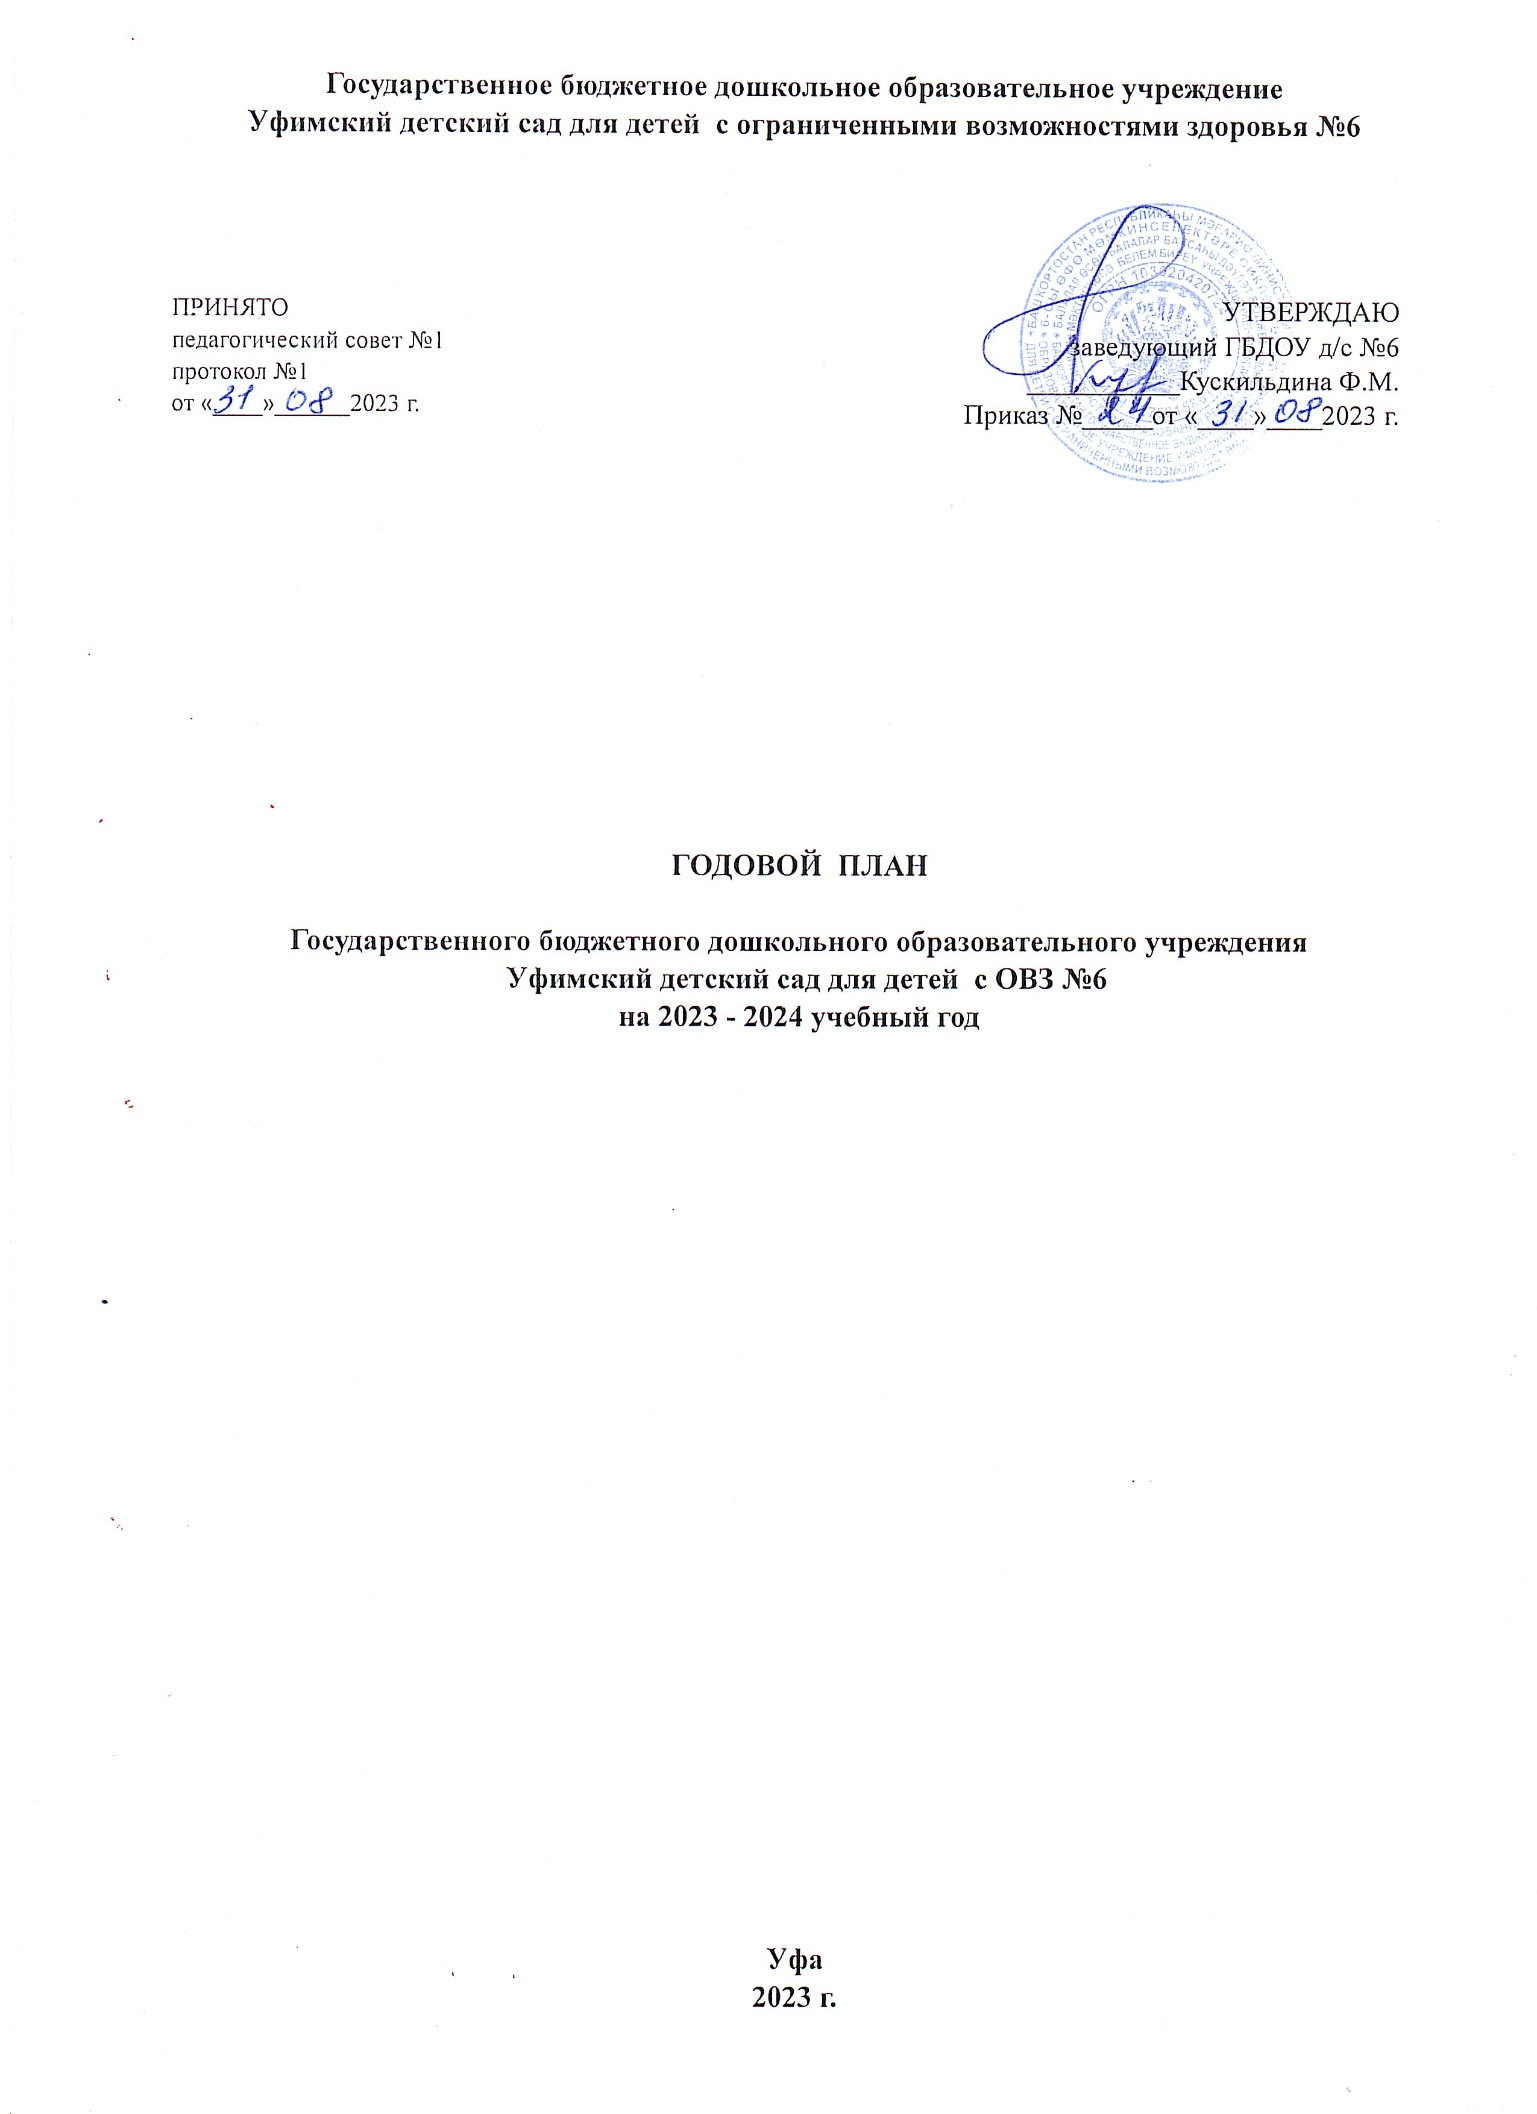 Государственное бюджетное дошкольное образовательное учреждение
Уфимский детский сад для детей с ограниченными возможностями здоровья №6
ПРИНЯТО
педагогический совет №1
протокол №1
от «31» 08 2023 г.
УТВЕРЖДАЮ
заведующий ГБДОУ д/с №6
Кускильдина Ф.М.
Приказ № 24 от «31» 08 2023 г.
БАШКОРТОСТАН РЕСПУБЛИКАҺЫ МӘҒАРИФ
ГОДОВОЙ ПЛАН
Государственного бюджетного дошкольного образовательного учреждения
Уфимский детский сад для детей с ОВЗ №6
на 2023 - 2024 учебный год
Уфа
2023 г.